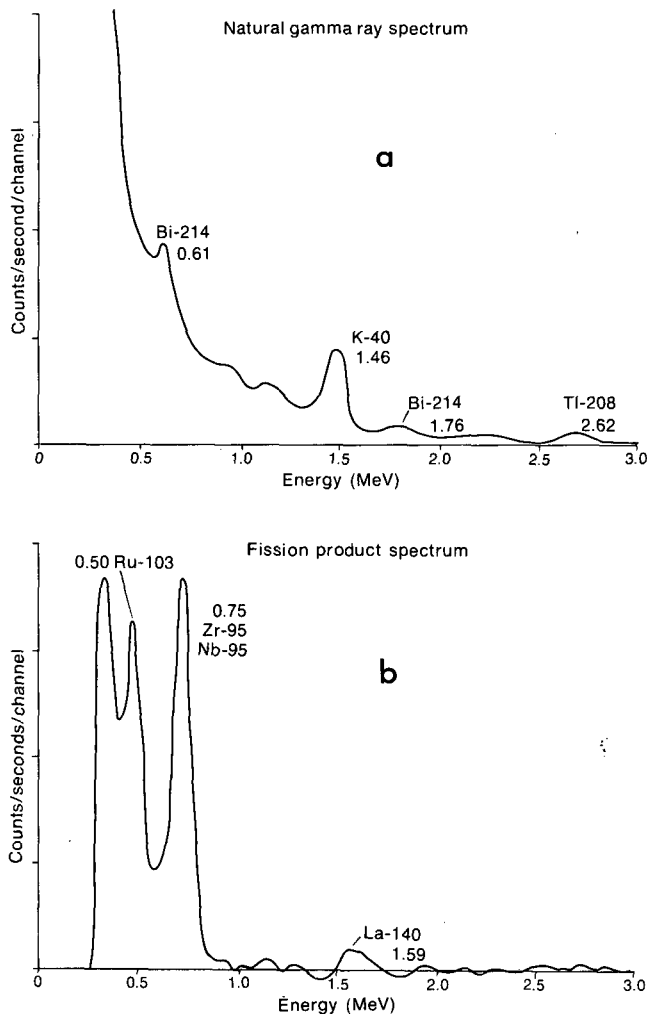 Natural gamma ray spectrum
a
Counts/second/channel
Bi-214
0.61
K-40
1.46
Bi-214
1.76
Tl-208
2.62
0 0.5 1.0 1.5 2.0 2.5 3.0
Energy (MeV)
Fission product spectrum
b
Counts/seconds/channel
0.50 Ru-103
0.75
Zr-95
Nb-95
La-140
1.59
0 0.5 1.0 1.5 2.0 2.5 3.0
Energy (MeV)